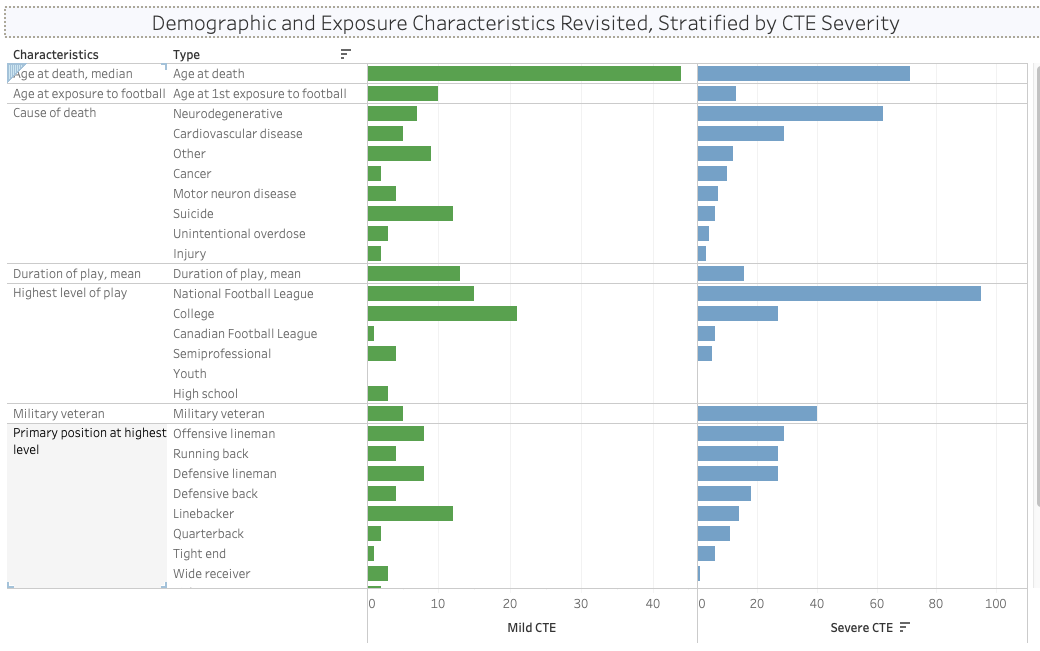 Demographic and Exposure Characteristics Revisited, Stratified by CTE Severity
Characteristics Type
Age at death, median Age at death
Age at exposure to football Age at 1st exposure to football
Cause of death Neurodegenerative
Cardiovascular disease
Other
Cancer
Motor neuron disease
Suicide
Unintentional overdose
Injury
Duration of play, mean Duration of play, mean
Highest level of play National Football League
College
Canadian Football League
Semiprofessional
Youth
High school
Military veteran Military veteran
Primary position at highest Offensive lineman
level Running back
Defensive lineman
Defensive back
Linebacker
Quarterback
Tight end
Wide receiver
0 10 20 30 40 0 20 40 60 80 100
Mild CTE Severe CTE